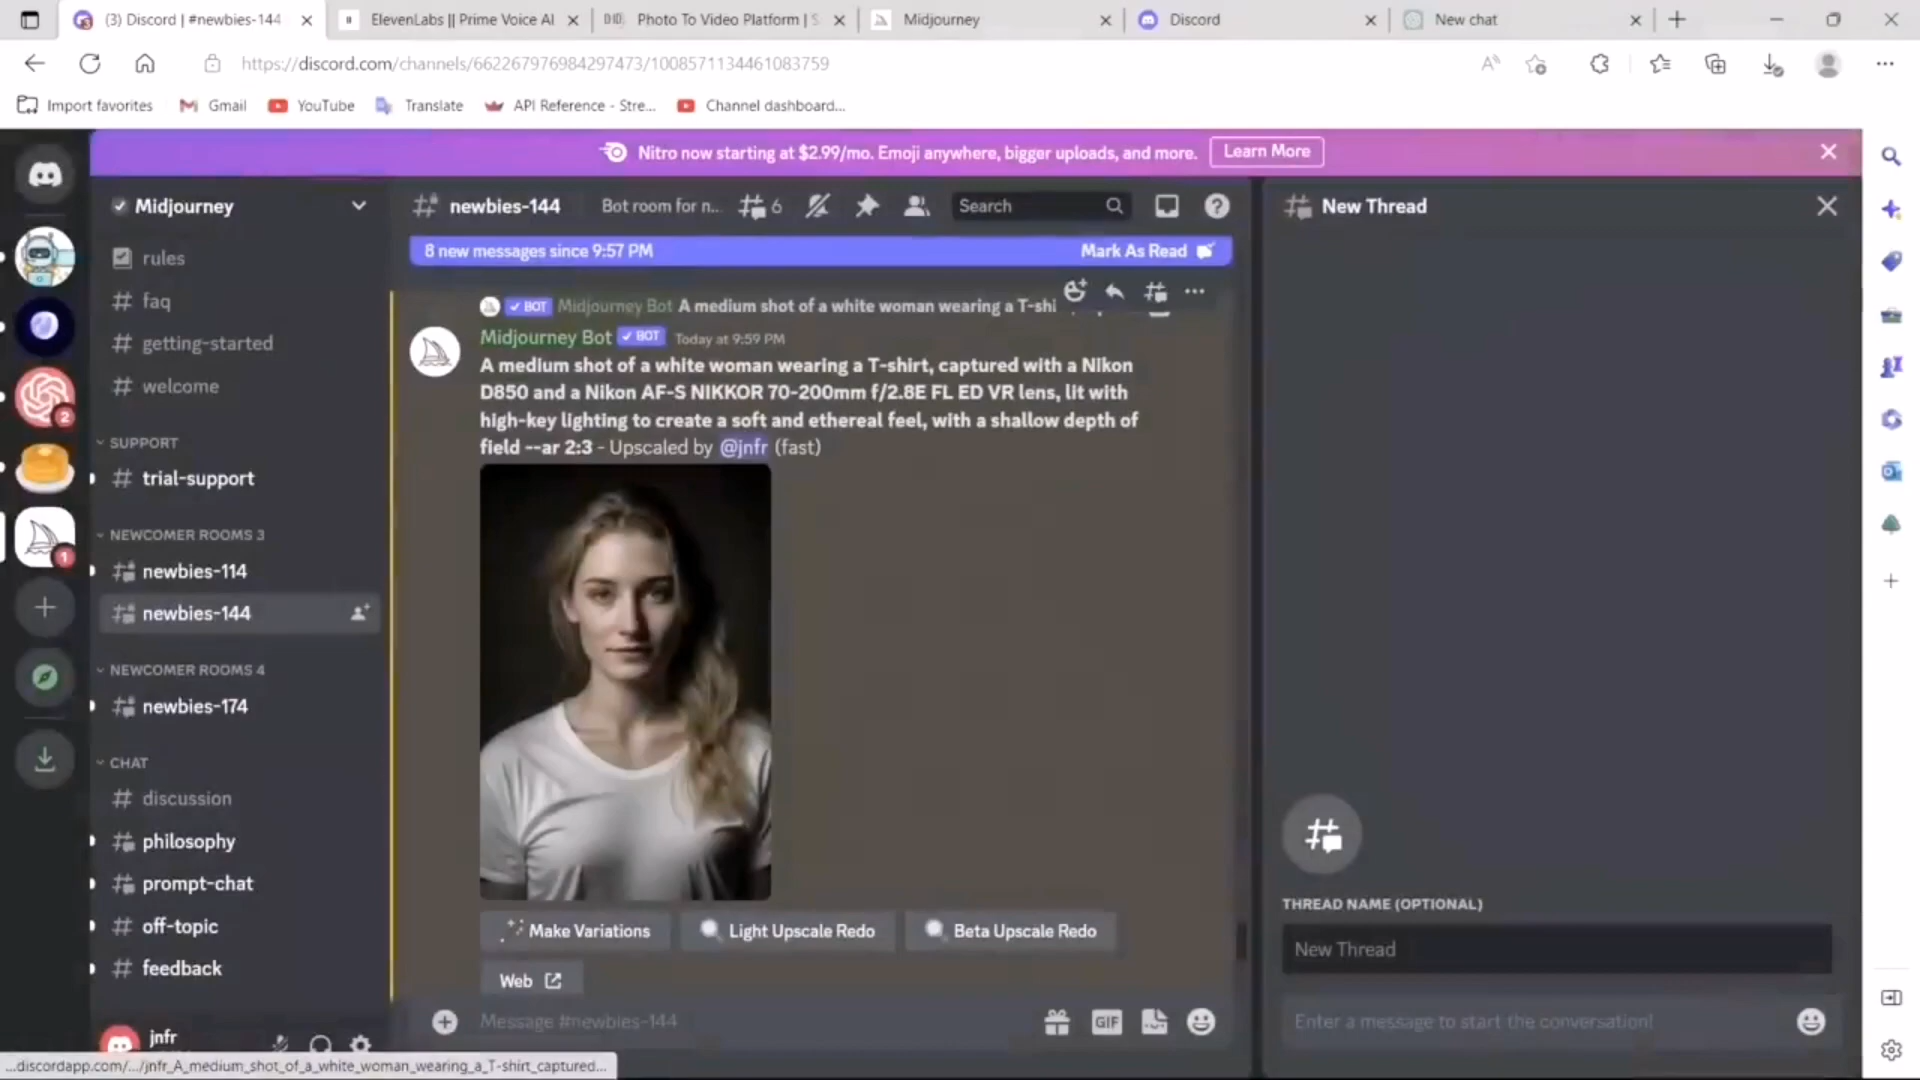 (3) Discord | #newbies-144
ElevenLabs || Prime Voice AI
Photo To Video Platform | S
Midjourney
Discord
New chat
https://discord.com/channels/662267976984297473/1008571134461083759
Import favorites
Gmail
YouTube
Translate
API Reference - Stre...
Channel dashboard...
Nitro now starting at $2.99/mo. Emoji anywhere, bigger uploads, and more.
Learn More
Midjourney
newbies-144
Bot room for n...
6
Search
New Thread
rules
faq
getting-started
welcome
SUPPORT
trial-support
NEWCOMER ROOMS 3
newbies-114
newbies-144
NEWCOMER ROOMS 4
newbies-174
CHAT
discussion
philosophy
prompt-chat
off-topic
feedback
2
1
jnfr
8 new messages since 9:57 PM
Mark As Read
BOT Midjourney Bot A medium shot of a white woman wearing a T-shi
Midjourney Bot BOT Today at 9:59 PM
A medium shot of a white woman wearing a T-shirt, captured with a Nikon
D850 and a Nikon AF-S NIKKOR 70-200mm f/2.8E FL ED VR lens, lit with
high-key lighting to create a soft and ethereal feel, with a shallow depth of
field --ar 2:3 - Upscaled by @jnfr (fast)
Make Variations
Light Upscale Redo
Beta Upscale Redo
Web
Message #newbies-144
GIF
THREAD NAME (OPTIONAL)
New Thread
Enter a message to start the conversation!
...discordapp.com/.../jnfr_A_medium_shot_of_a_white_woman_wearing_a_T-shirt_captured...